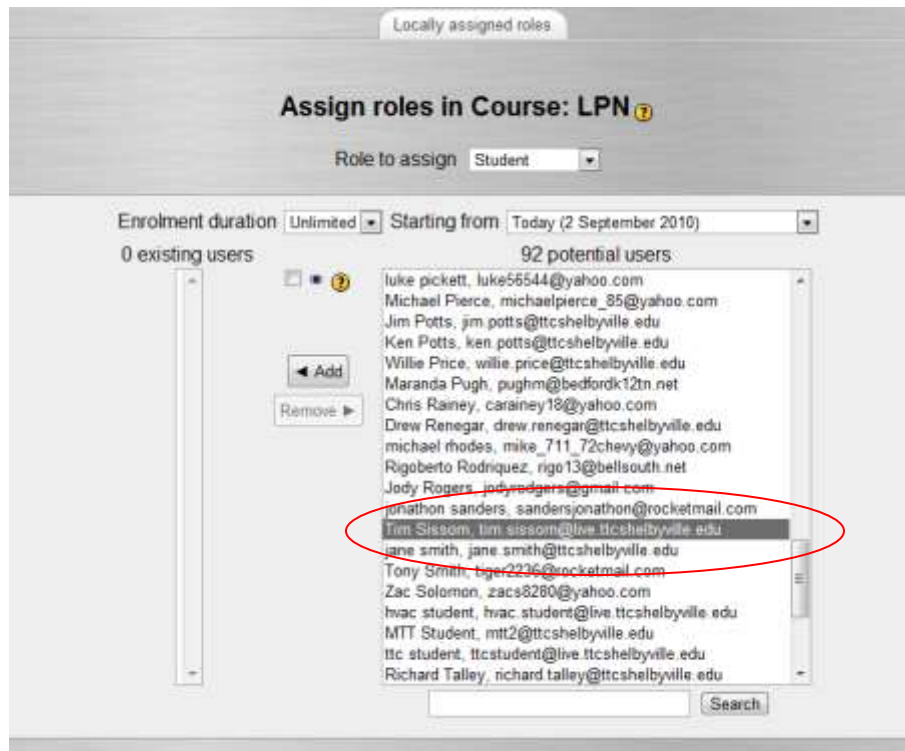 Locally assigned roles
Assign roles in Course: LPN ?
Role to assign Student
Enrolment duration Unlimited Starting from Today (2 September 2010)
0 existing users 92 potential users
luke pickett, luke56544@yahoo.com
Michael Pierce, michaelpierce_85@yahoo.com
Jim Potts, jim.potts@ttcshelbyville.edu
Ken Potts, ken.potts@ttcshelbyville.edu
Willie Price, willie.price@ttcshelbyville.edu
◄ Add
Maranda Pugh, pughm@bedfordk12tn.net
Remove ►
Chris Rainey, carainey18@yahoo.com
Drew Renegar, drew.renegar@ttcshelbyville.edu
michael rhodes, mike_711_72chevy@yahoo.com
Rigoberto Rodriquez, rigo13@bellsouth.net
Jody Rogers, jodyrodgers@gmail.com
jonathon sanders, sandersjonathon@rocketmail.com
Tim Sissom, tim.sissom@live.ttcshelbyville.edu
jane smith, jane.smith@ttcshelbyville.edu
Tony Smith, tiger2236@rocketmail.com
Zac Solomon, zacs8280@yahoo.com
hvac student, hvac.student@live.ttcshelbyville.edu
MTT Student, mtt2@ttcshelbyville.edu
ttc student, ttcstudent@live.ttcshelbyville.edu
Richard Talley, richard.talley@ttcshelbyville.edu
Search